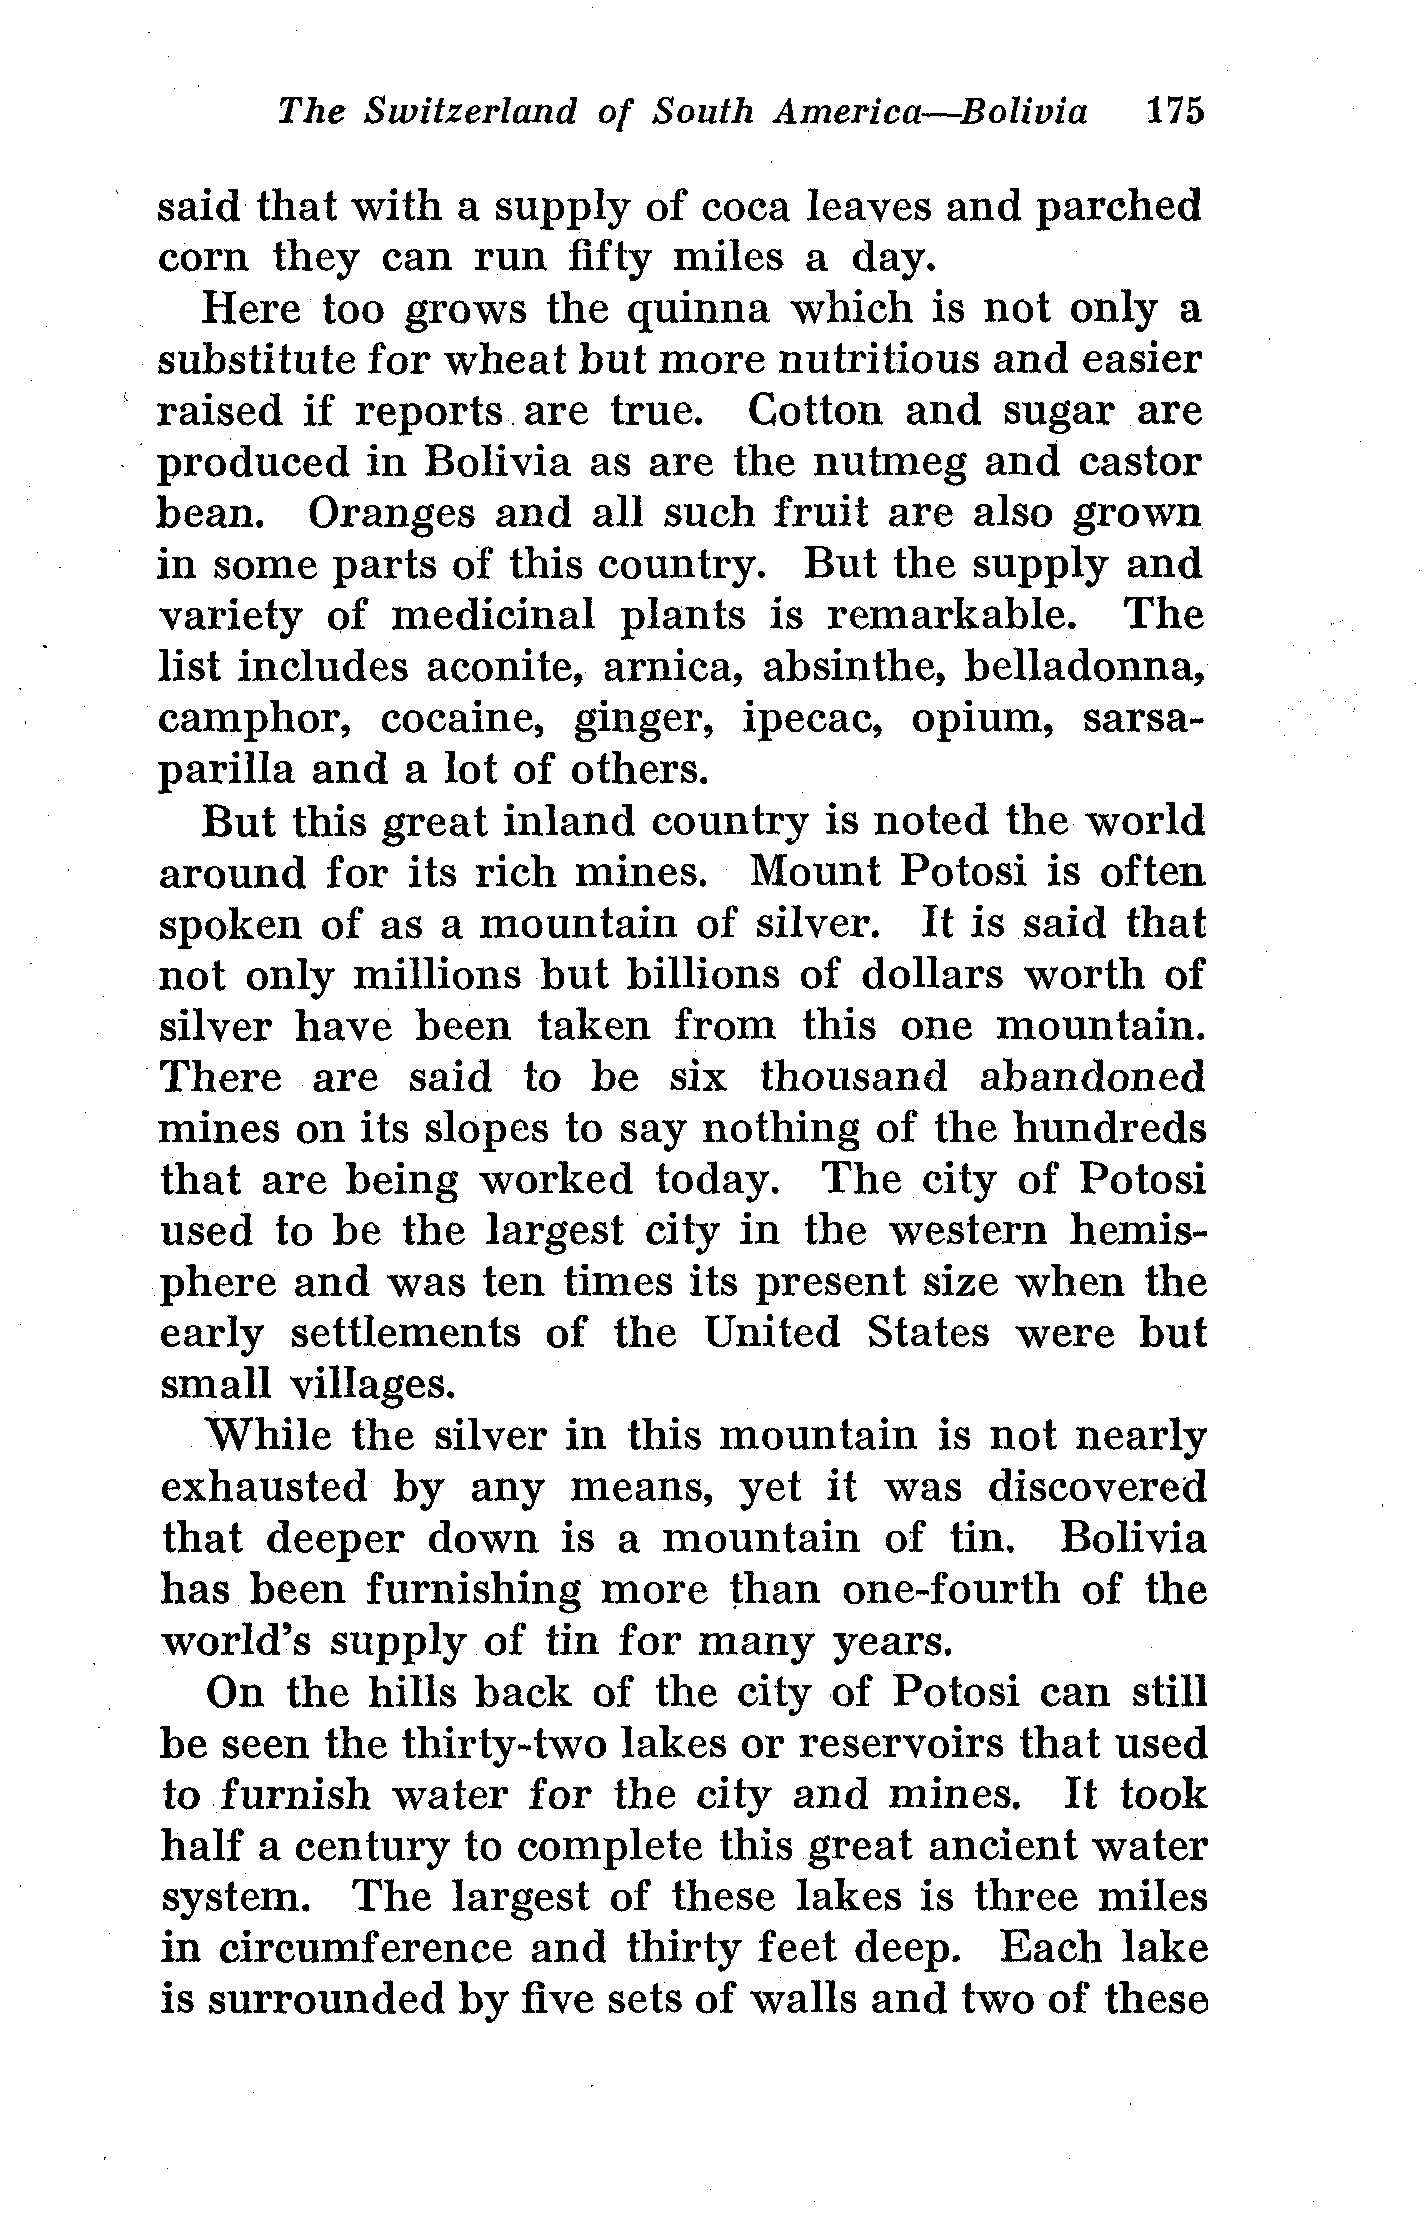 The Switzerland of South America—Bolivia 175
said that with a supply of coca leaves and parched
corn they can run fifty miles a day.
Here too grows the quinna which is not only a
substitute for wheat but more nutritious and easier
raised if reports are true. Cotton and sugar are
produced in Bolivia as are the nutmeg and castor
bean. Oranges and all such fruit are also grown
in some parts of this country. But the supply and
variety of medicinal plants is remarkable. The
list includes aconite, arnica, absinthe, belladonna,
camphor, cocaine, ginger, ipecac, opium, sarsa-
parilla and a lot of others.
But this great inland country is noted the world
around for its rich mines. Mount Potosi is often
spoken of as a mountain of silver. It is said that
not only millions but billions of dollars worth of
silver have been taken from this one mountain.
There are said to be six thousand abandoned
mines on its slopes to say nothing of the hundreds
that are being worked today. The city of Potosi
used to be the largest city in the western hemis-
phere and was ten times its present size when the
early settlements of the United States were but
small villages.
While the silver in this mountain is not nearly
exhausted by any means, yet it was discovered
that deeper down is a mountain of tin. Bolivia
has been furnishing more than one-fourth of the
world's supply of tin for many years.
On the hills back of the city of Potosi can still
be seen the thirty-two lakes or reservoirs that used
to furnish water for the city and mines. It took
half a century to complete this great ancient water
system. The largest of these lakes is three miles
in circumference and thirty feet deep. Each lake
is surrounded by five sets of walls and two of these